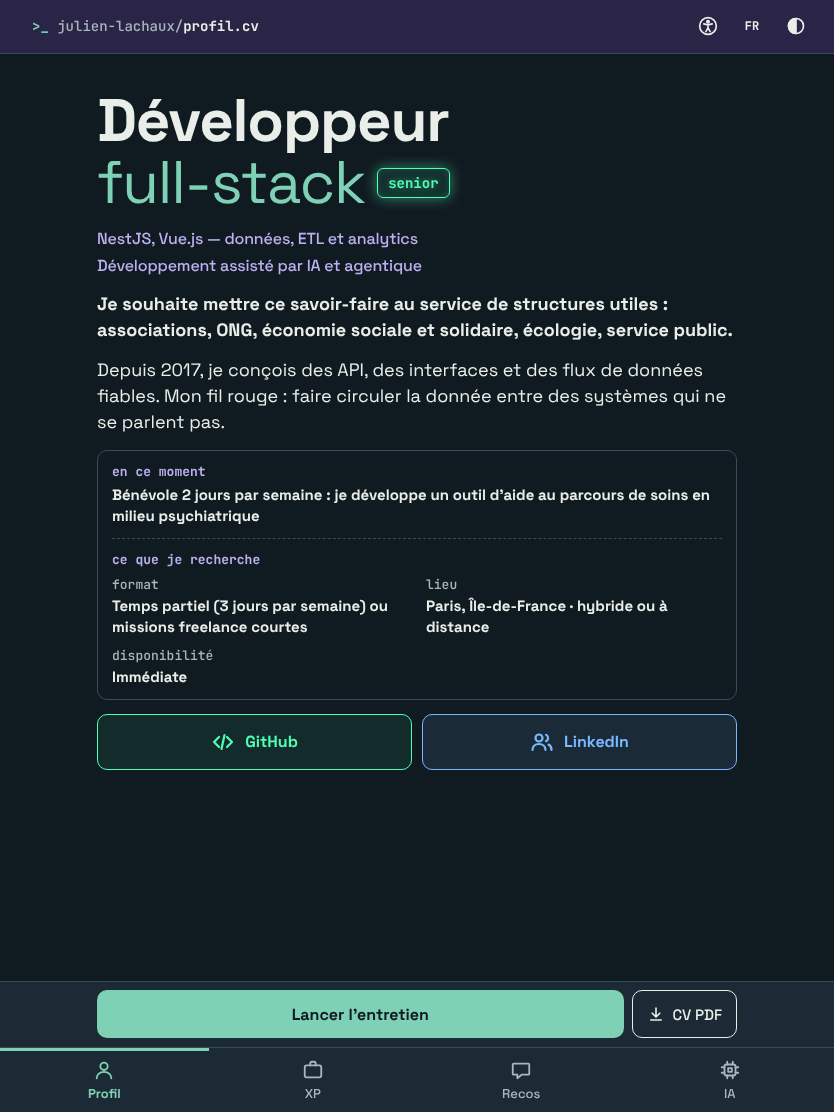 >_ julien-lachaux/profil.cv
FR
Développeur
full-stack senior
NestJS, Vue.js — données, ETL et analytics
Développement assisté par IA et agentique
Je souhaite mettre ce savoir-faire au service de structures utiles :
associations, ONG, économie sociale et solidaire, écologie, service public.
Depuis 2017, je conçois des API, des interfaces et des flux de données
fiables. Mon fil rouge : faire circuler la donnée entre des systèmes qui ne
se parlent pas.
en ce moment
Bénévole 2 jours par semaine : je développe un outil d’aide au parcours de soins en
milieu psychiatrique
ce que je recherche
format
Temps partiel (3 jours par semaine) ou
missions freelance courtes
lieu
Paris, Île-de-France · hybride ou à
distance
disponibilité
Immédiate
GitHub
LinkedIn
Lancer l’entretien
CV PDF
Profil
XP
Recos
IA